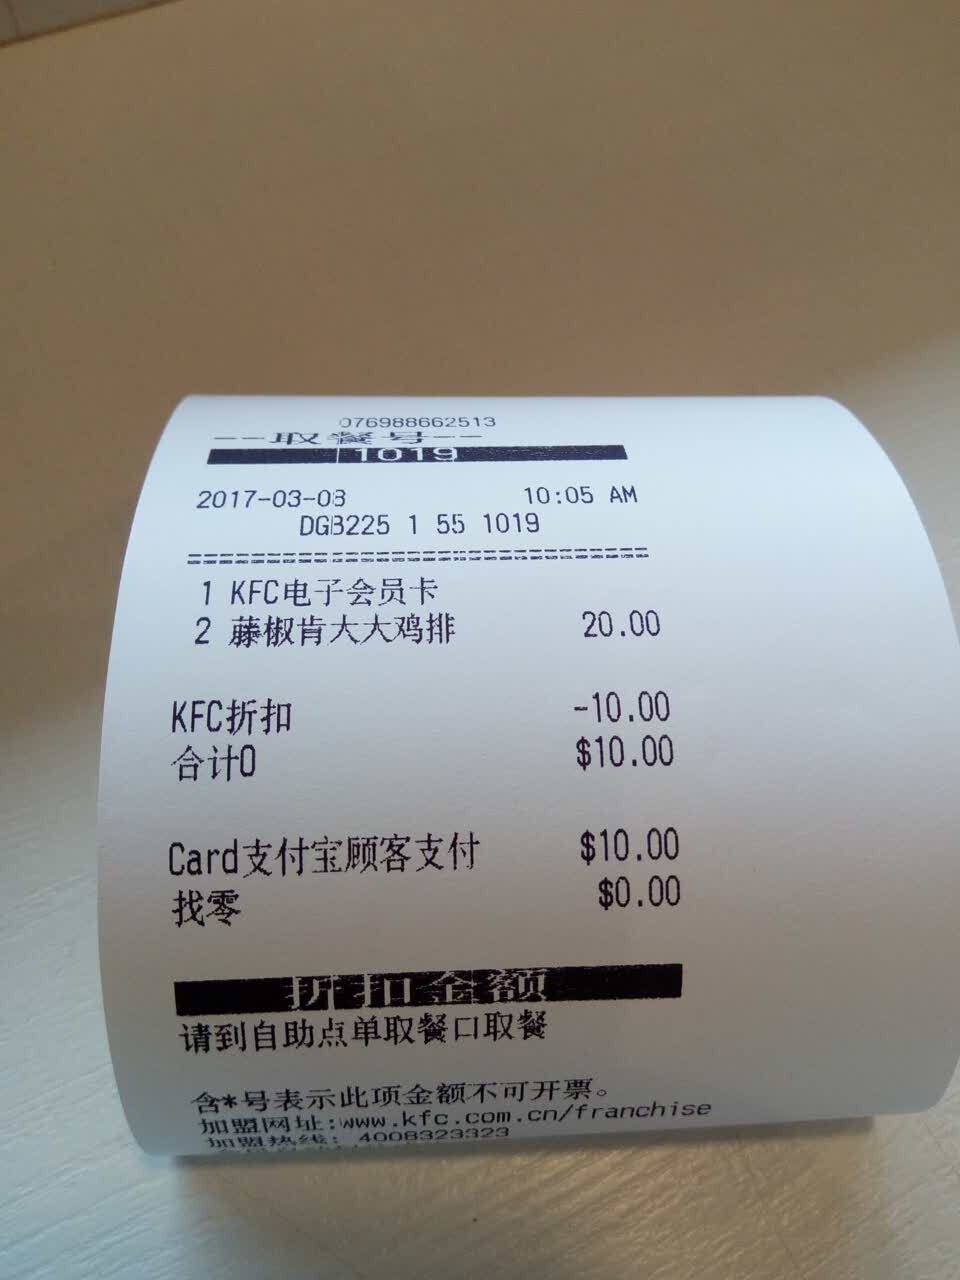 076988662513
--取餐号--
1019
2017-03-08 10:05 AM
DGB225 1 55 1019
1 KFC电子会员卡
2 藤椒肯大大鸡排 20.00
KFC折扣 -10.00
合计0 $10.00
Card支付宝顾客支付 $10.00
找零 $0.00
折扣金额
请到自助点单取餐口取餐
含*号表示此项金额不可开票。
加盟网址:www.kfc.com.cn/franchise
加盟热线: 4008323323